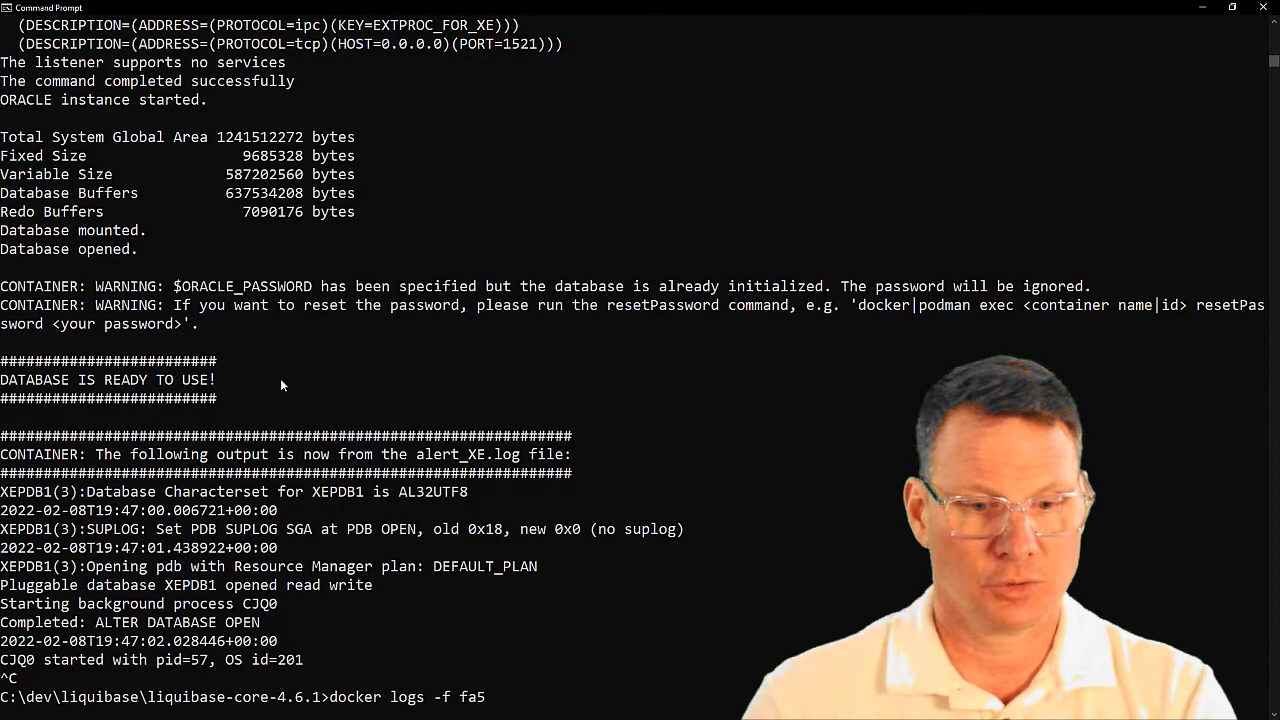 Command Prompt
(DESCRIPTION=(ADDRESS=(PROTOCOL=ipc)(KEY=EXTPROC_FOR_XE)))
(DESCRIPTION=(ADDRESS=(PROTOCOL=tcp)(HOST=0.0.0.0)(PORT=1521)))
The listener supports no services
The command completed successfully
ORACLE instance started.
Total System Global Area 1241512272 bytes
Fixed Size 9685328 bytes
Variable Size 587202560 bytes
Database Buffers 637534208 bytes
Redo Buffers 7090176 bytes
Database mounted.
Database opened.
CONTAINER: WARNING: $ORACLE_PASSWORD has been specified but the database is already initialized. The password will be ignored.
CONTAINER: WARNING: If you want to reset the password, please run the resetPassword command, e.g. 'docker|podman exec <container name|id> resetPas
sword <your password>'.
#########################
DATABASE IS READY TO USE!
#########################
##################################################################
CONTAINER: The following output is now from the alert_XE.log file:
##################################################################
XEPDB1(3):Database Characterset for XEPDB1 is AL32UTF8
2022-02-08T19:47:00.006721+00:00
XEPDB1(3):SUPLOG: Set PDB SUPLOG SGA at PDB OPEN, old 0x18, new 0x0 (no suplog)
2022-02-08T19:47:01.438922+00:00
XEPDB1(3):Opening pdb with Resource Manager plan: DEFAULT_PLAN
Pluggable database XEPDB1 opened read write
Starting background process CJQ0
Completed: ALTER DATABASE OPEN
2022-02-08T19:47:02.028446+00:00
CJQ0 started with pid=57, OS id=201
^C
C:\dev\liquibase\liquibase-core-4.6.1>docker logs -f fa5